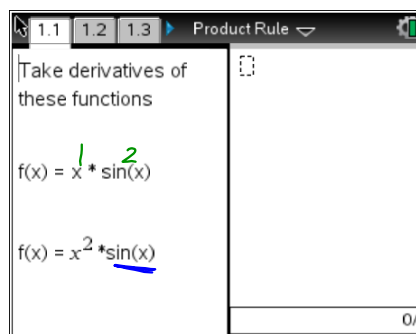 1.1 1.2 1.3 Product Rule
Take derivatives of
these functions
1 2
f(x) = x * sin(x)
f(x) = x² *sin(x)
0/